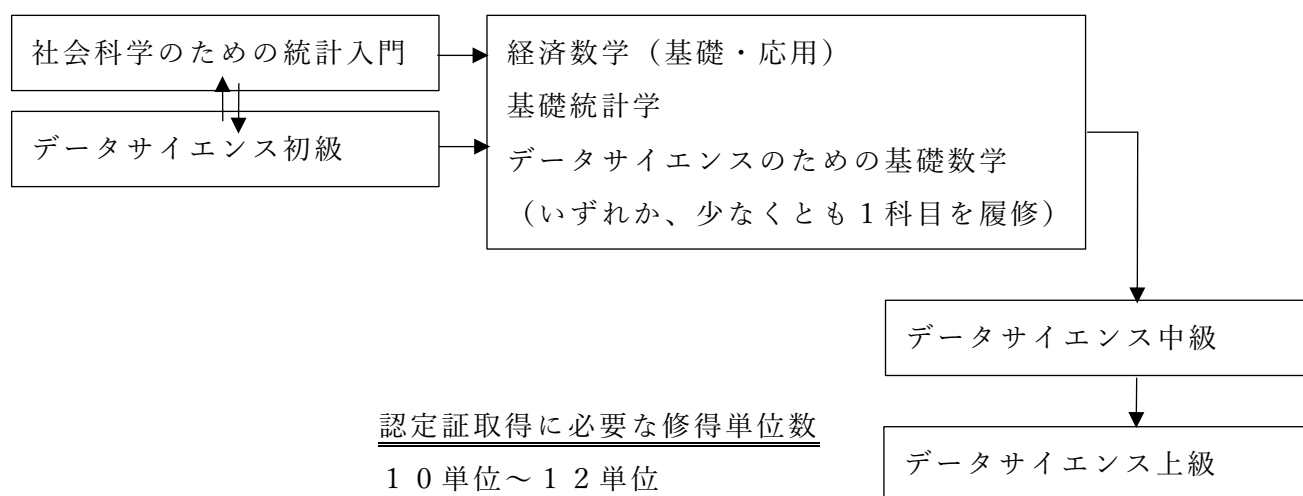 社会科学のための統計入門
データサイエンス初級
経済数学（基礎・応用）
基礎統計学
データサイエンスのための基礎数学
（いずれか、少なくとも１科目を履修）
データサイエンス中級
データサイエンス上級
認定証取得に必要な修得単位数
１０単位～１２単位